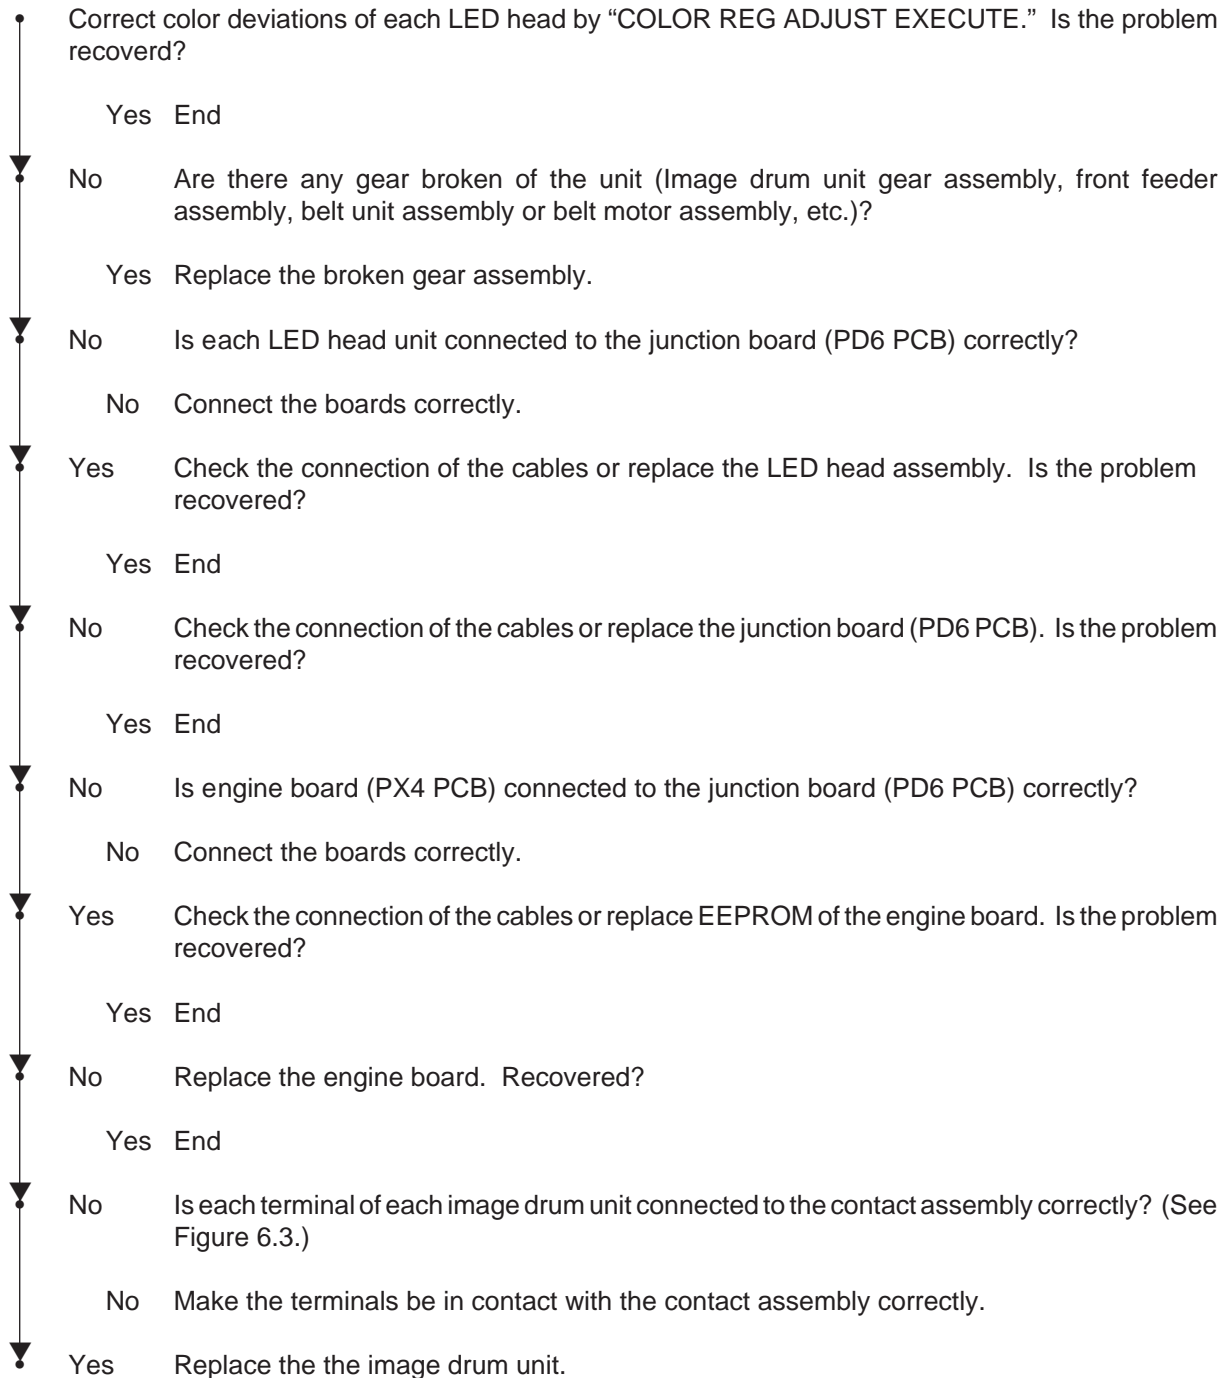 Correct color deviations of each LED head by “COLOR REG ADJUST EXECUTE.” Is the problem
recoverd?
Yes End
No Are there any gear broken of the unit (Image drum unit gear assembly, front feeder
assembly, belt unit assembly or belt motor assembly, etc.)?
Yes Replace the broken gear assembly.
No Is each LED head unit connected to the junction board (PD6 PCB) correctly?
No Connect the boards correctly.
Yes Check the connection of the cables or replace the LED head assembly. Is the problem
recovered?
Yes End
No Check the connection of the cables or replace the junction board (PD6 PCB). Is the problem
recovered?
Yes End
No Is engine board (PX4 PCB) connected to the junction board (PD6 PCB) correctly?
No Connect the boards correctly.
Yes Check the connection of the cables or replace EEPROM of the engine board. Is the problem
recovered?
Yes End
No Replace the engine board. Recovered?
Yes End
No Is each terminal of each image drum unit connected to the contact assembly correctly? (See
Figure 6.3.)
No Make the terminals be in contact with the contact assembly correctly.
Yes Replace the the image drum unit.